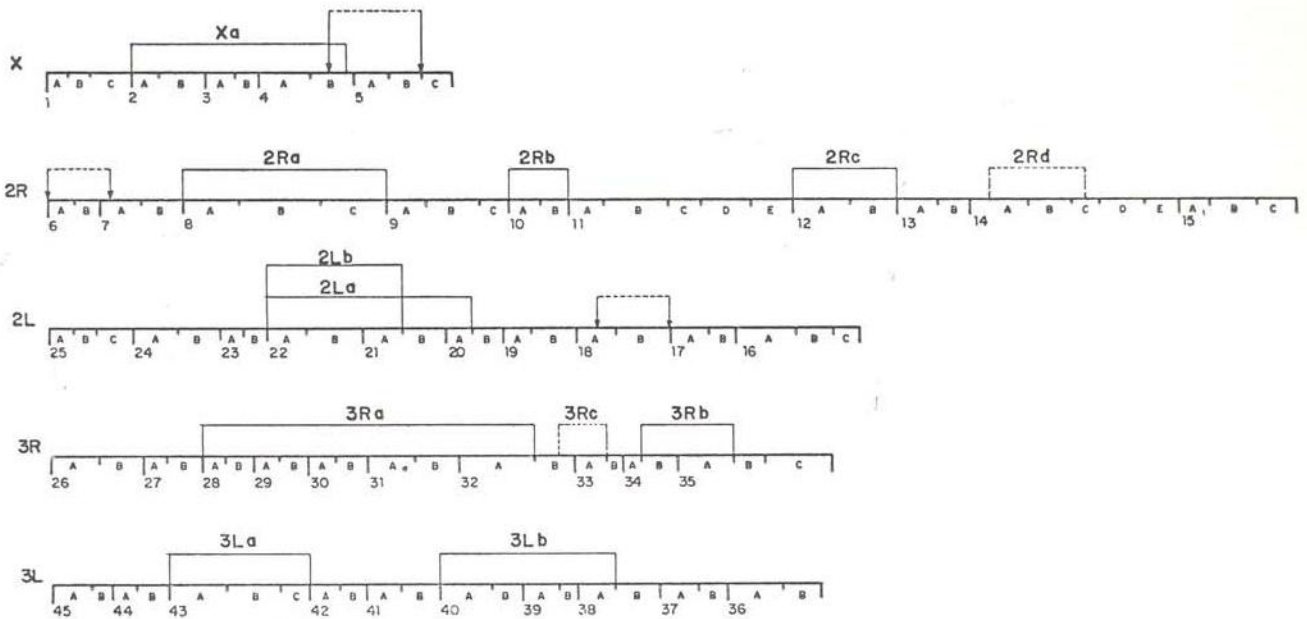 Xa
X
A B C A B A B A B A B C
1 2 3 4 5
2Ra 2Rb 2Rc 2Rd
2R
A B A B A B C A B C A B A B C D E A B A B A B C D E A B C
6 7 8 9 10 11 12 13 14 15
2Lb
2La
2L
A B C A B A B A B A B A B A B A B A B A B C
25 24 23 22 21 20 19 18 17 16
3Ra 3Rc 3Rb
3R
A B A B A B A B A B A B A B A B A B A B C
26 27 28 29 30 31 32 33 34 35
3La 3Lb
3L
A B A B A B C A B A B A B A B A B A B A B
45 44 43 42 41 40 39 38 37 36